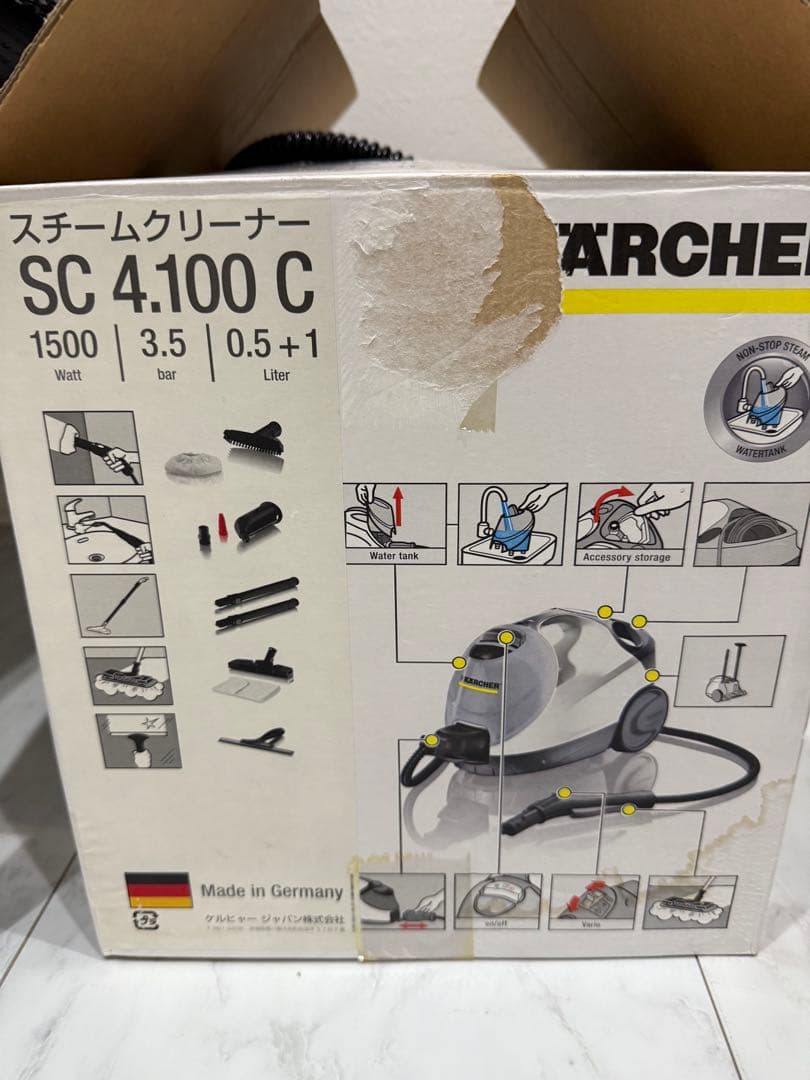 スチームクリーナー
SC 4.100 C
1500 | 3.5 | 0.5 + 1
Watt bar Liter
ÄRCHE
NON-STOP STEAM
WATERTANK
Water tank
Accessory storage
KÄRCHER
on/off
Vario
Made in Germany
ケルヒャー ジャパン株式会社